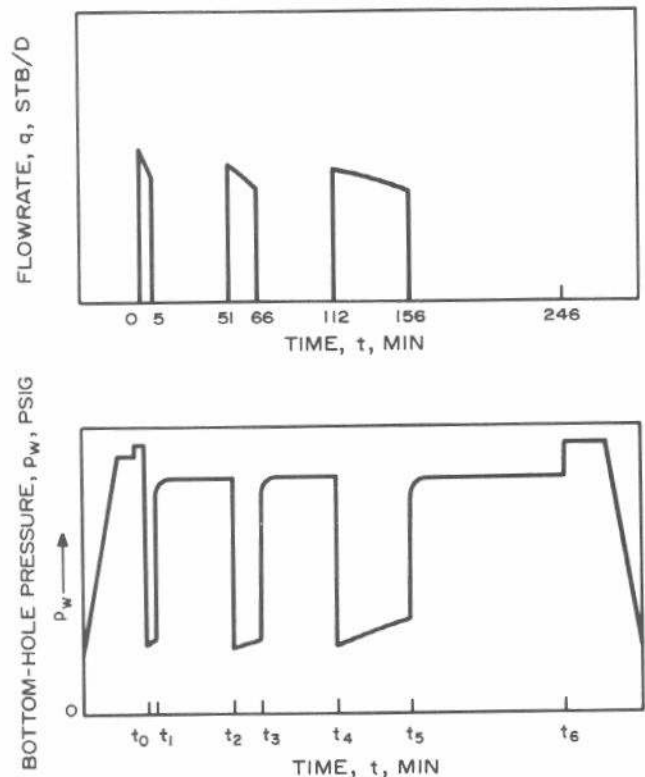 FLOWRATE, q, STB/D
0 5 51 66 112 156 246
TIME, t, MIN
BOTTOM-HOLE PRESSURE, pw, PSIG
pw
0
t0 t1 t2 t3 t4 t5 t6
TIME, t, MIN